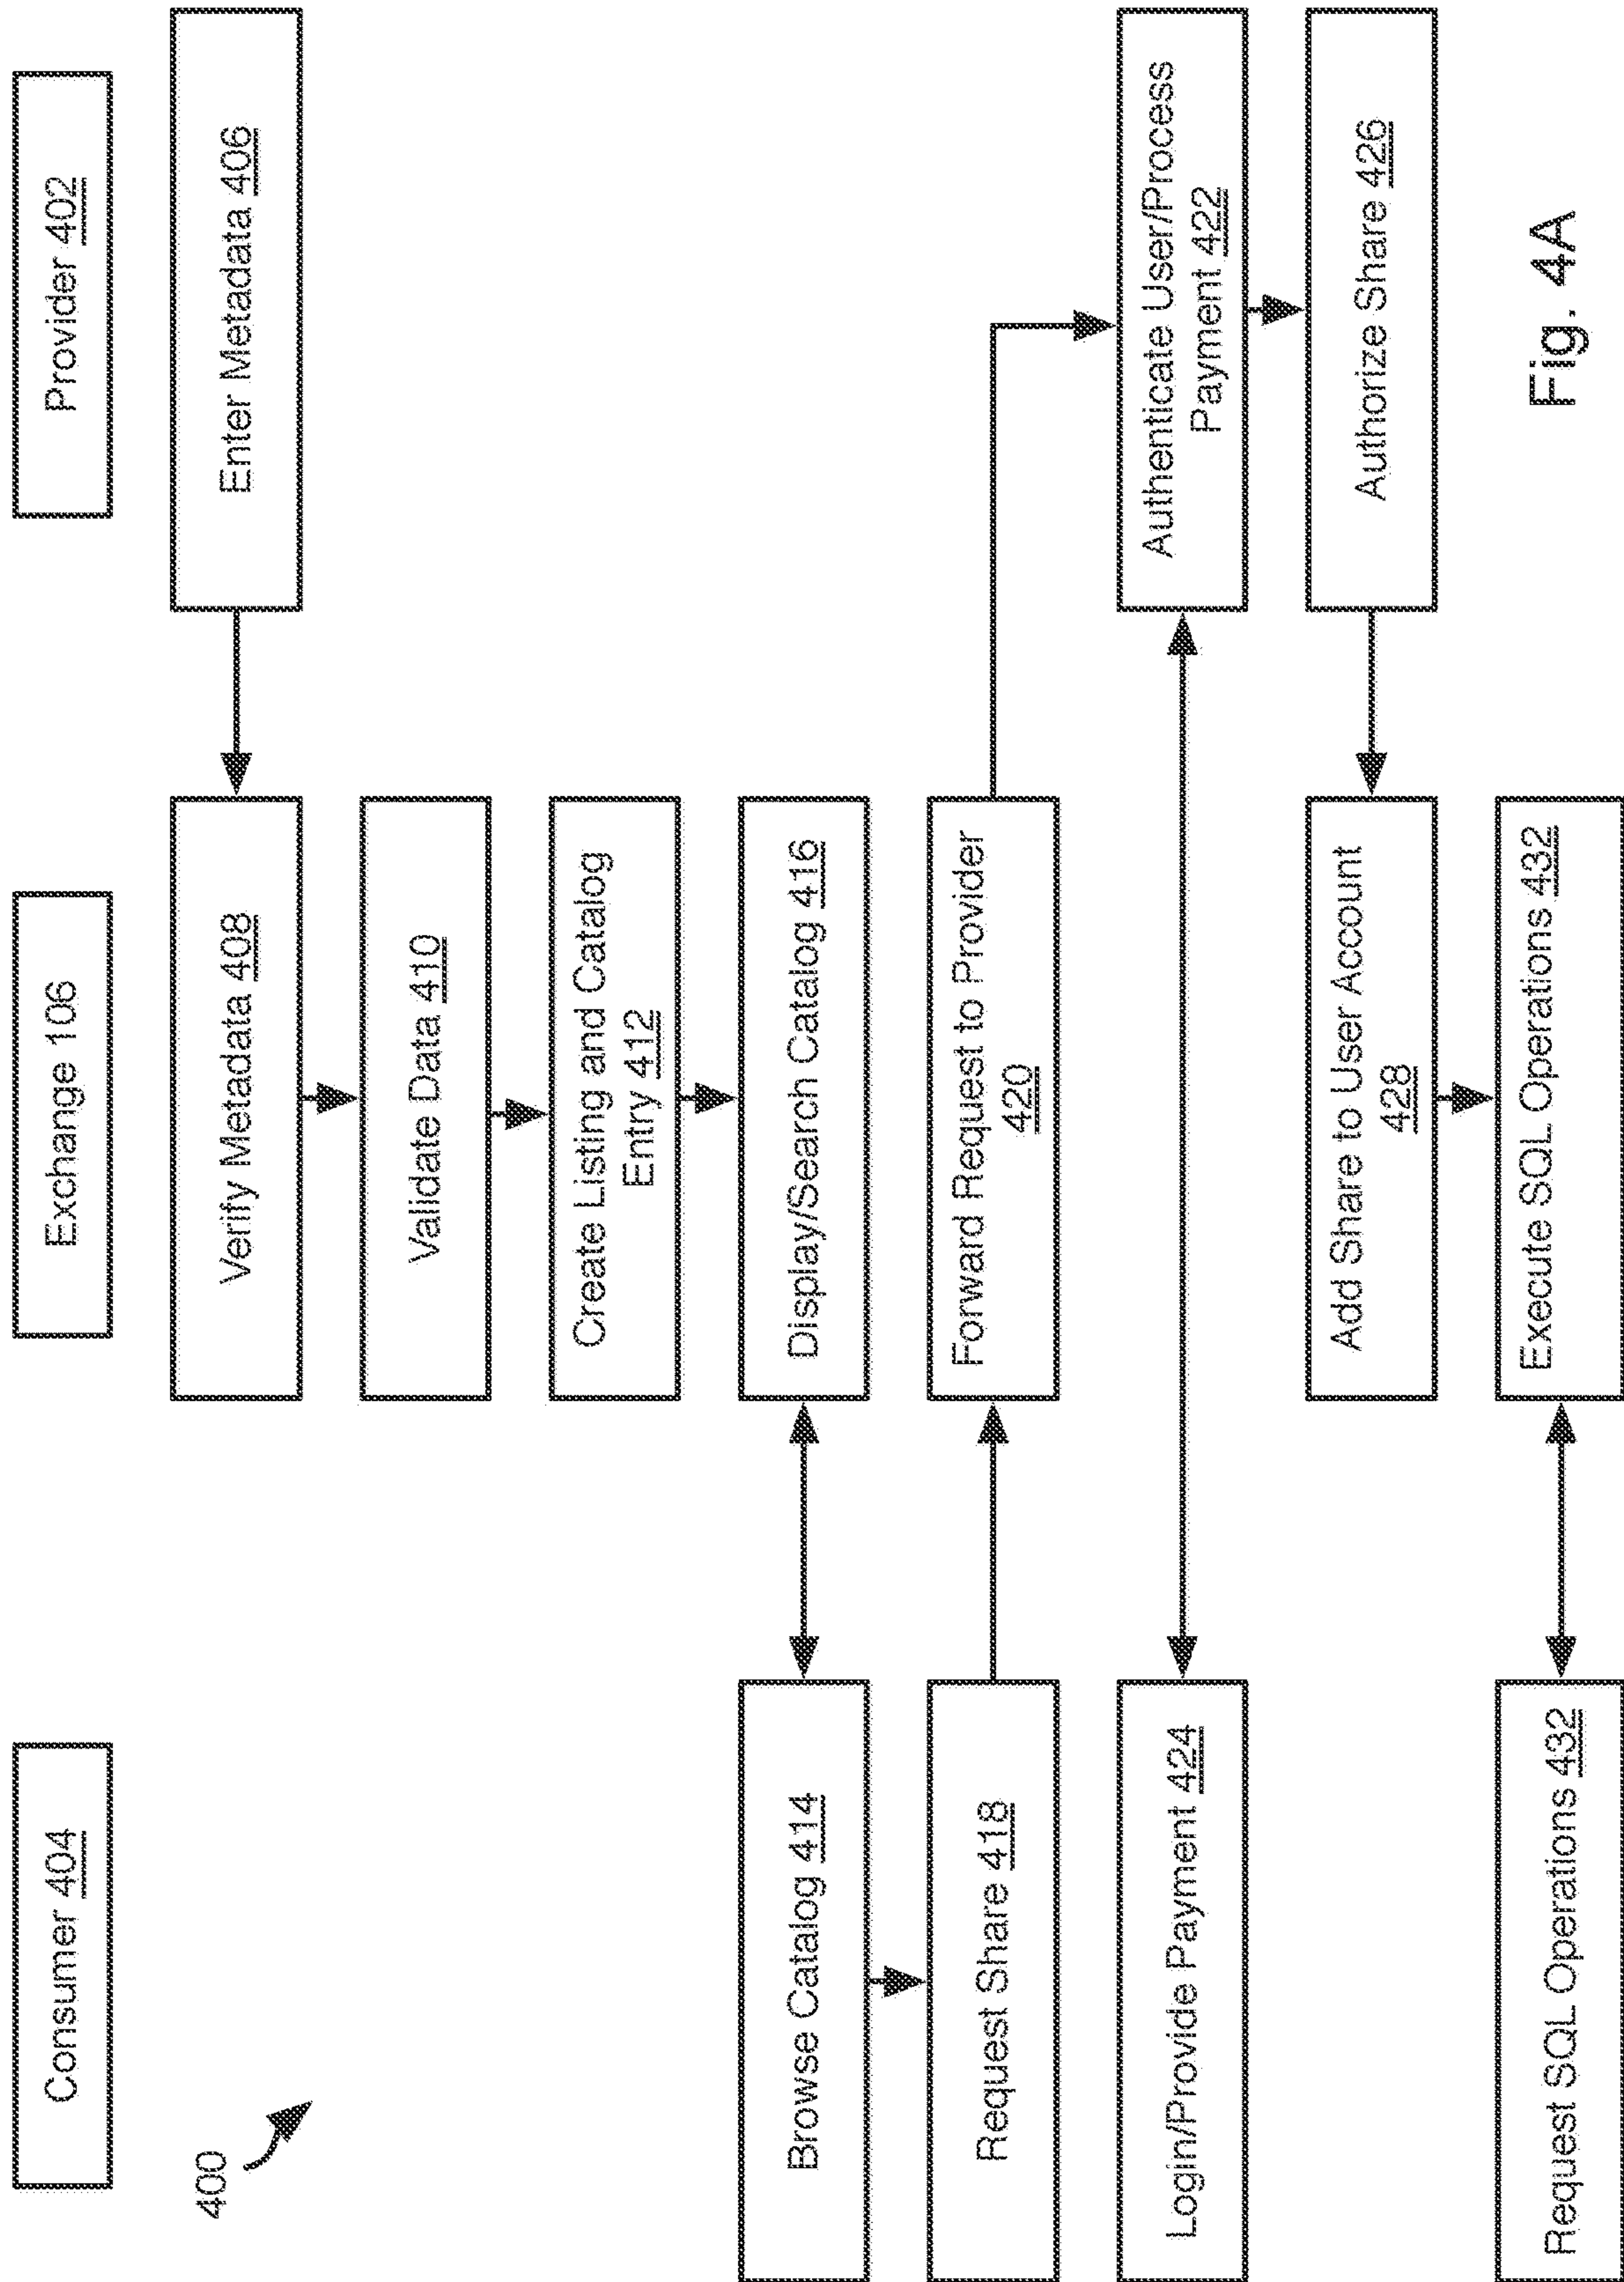 400
Consumer 404
Exchange 106
Provider 402
Enter Metadata 406
Verify Metadata 408
Validate Data 410
Create Listing and Catalog
Entry 412
Browse Catalog 414
Display/Search Catalog 416
Request Share 418
Forward Request to Provider
420
Login/Provide Payment 424
Authenticate User/Process
Payment 422
Add Share to User Account
428
Authorize Share 426
Request SQL Operations 432
Execute SQL Operations 432
Fig. 4A